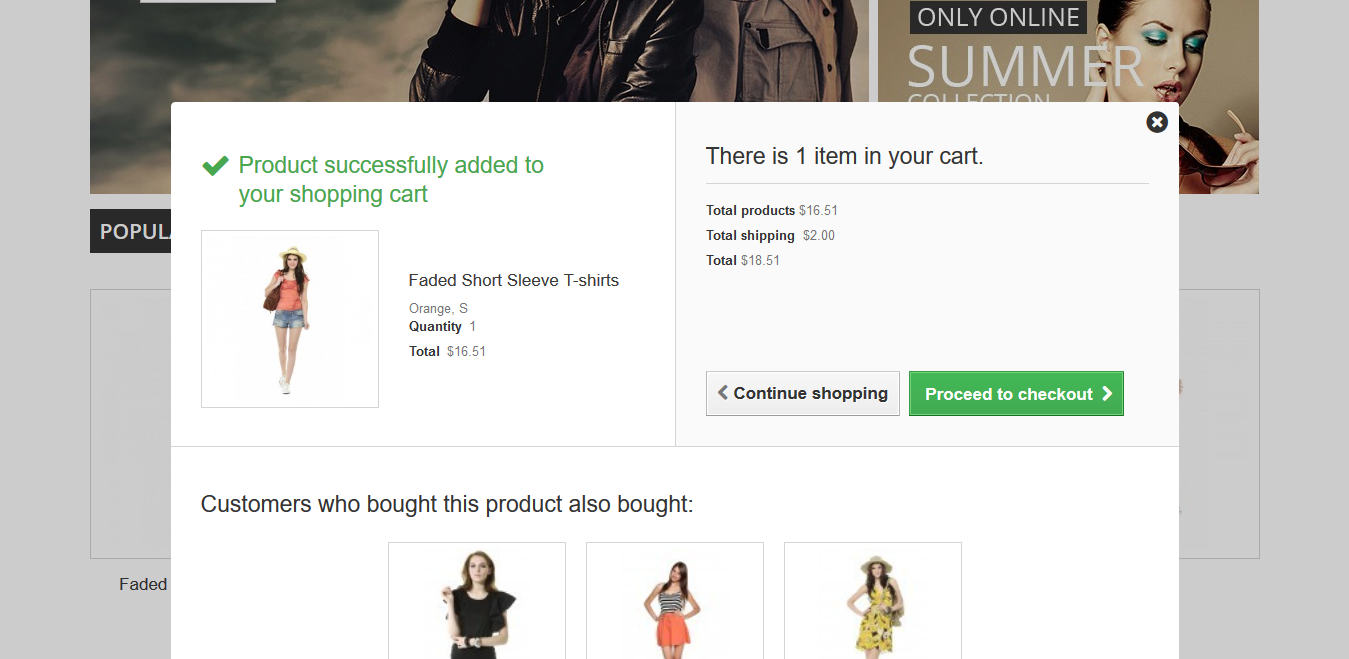 ONLY ONLINE
SUMMER
COLLECTION
Product successfully added to
your shopping cart
Faded Short Sleeve T-shirts
Orange, S
Quantity 1
Total $16.51
There is 1 item in your cart.
Total products $16.51
Total shipping $2.00
Total $18.51
Continue shopping
Proceed to checkout
POPULA
Customers who bought this product also bought:
Faded